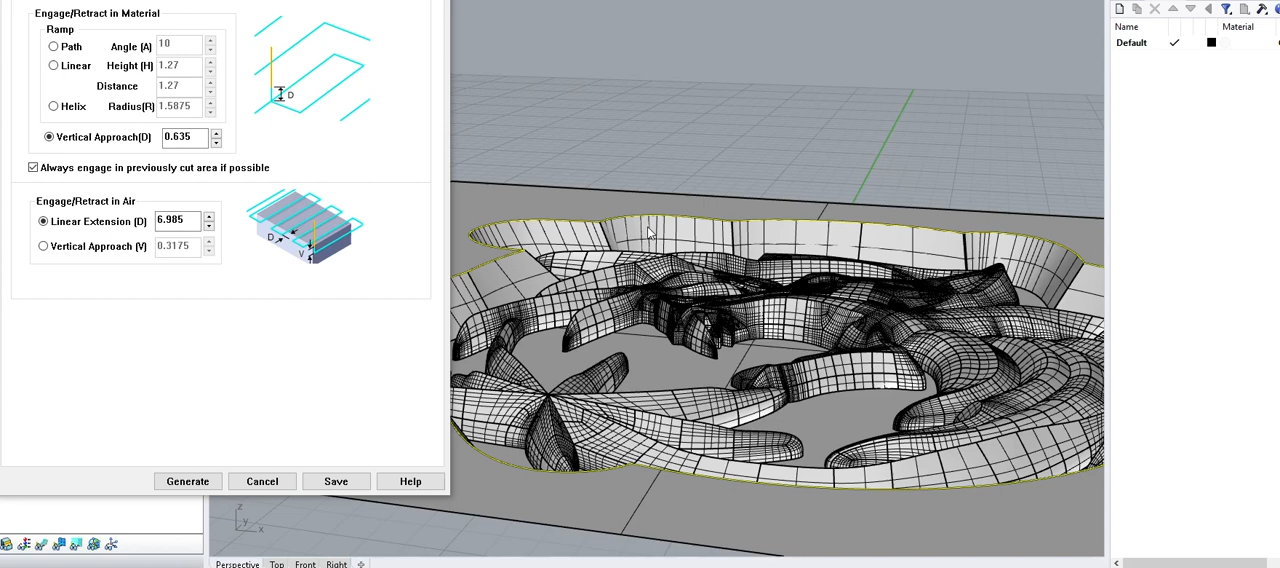 Engage/Retract in Material
Ramp
Path Angle (A) 10
Linear Height (H) 1.27
Distance 1.27
Helix Radius(R) 1.5875
Vertical Approach(D) 0.635
D
Always engage in previously cut area if possible
Engage/Retract in Air
Linear Extension (D) 6.985
Vertical Approach (V) 0.3175
D
V
Generate Cancel Save Help
z
y
x
Perspective Top Front Right
Name Material
Default